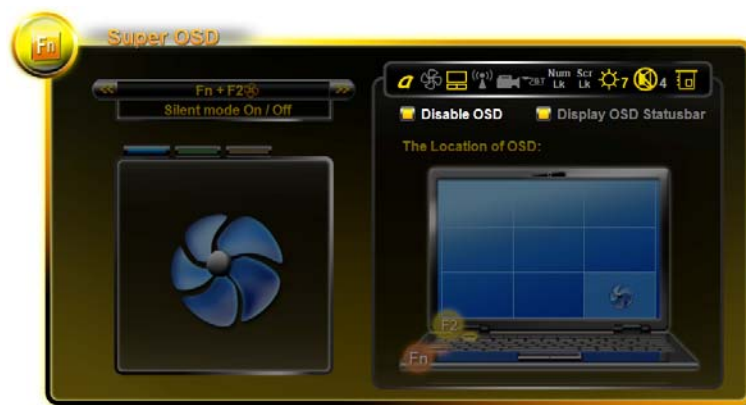 Fn
Super OSD
<< Fn + F2 >>
Silent mode On / Off
a Num Lk Scr Lk 7 4
Disable OSD Display OSD Statusbar
The Location of OSD:
F2
Fn